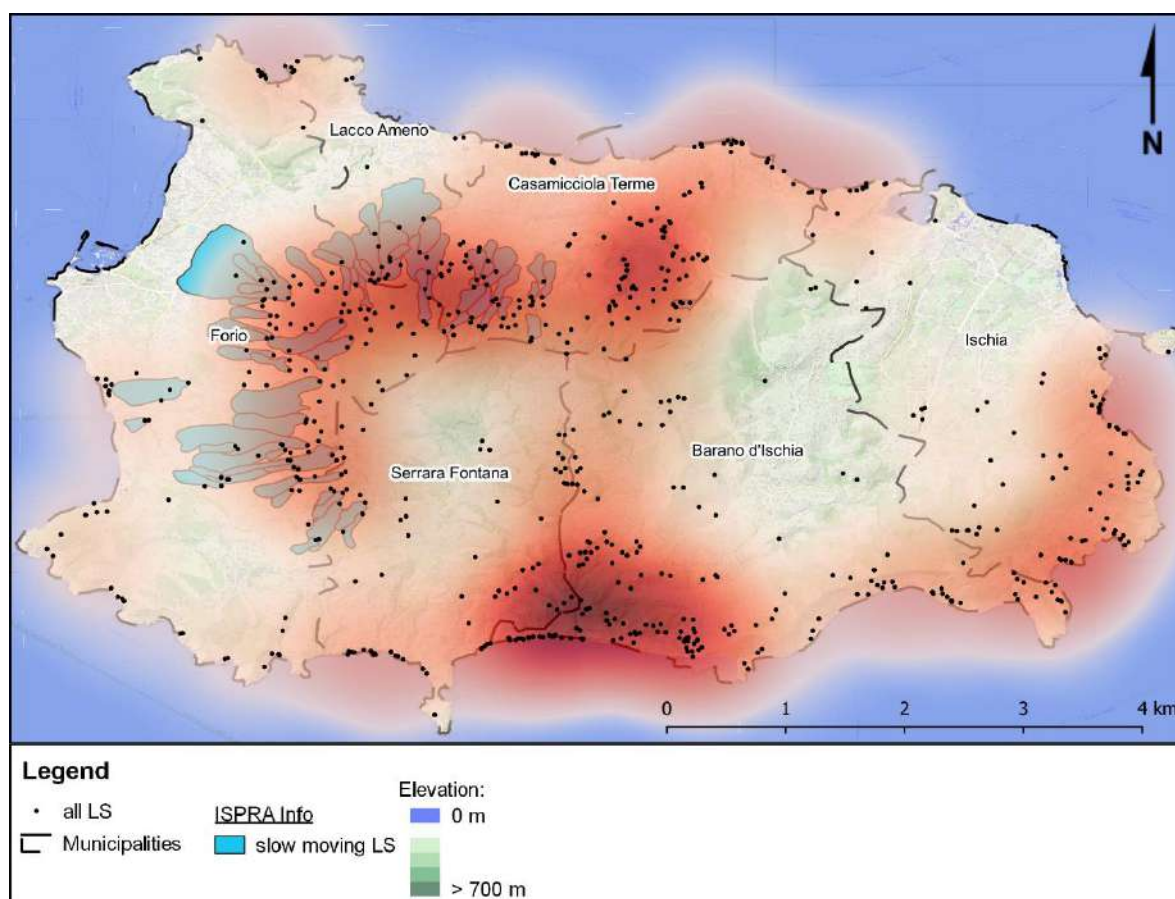 N
Lacco Ameno
Casamicciola Terme
Forio
Ischia
Barano d'Ischia
Serrara Fontana
0 1 2 3 4 km
Legend
all LS
Municipalities
ISPRA Info
slow moving LS
Elevation:
0 m
> 700 m